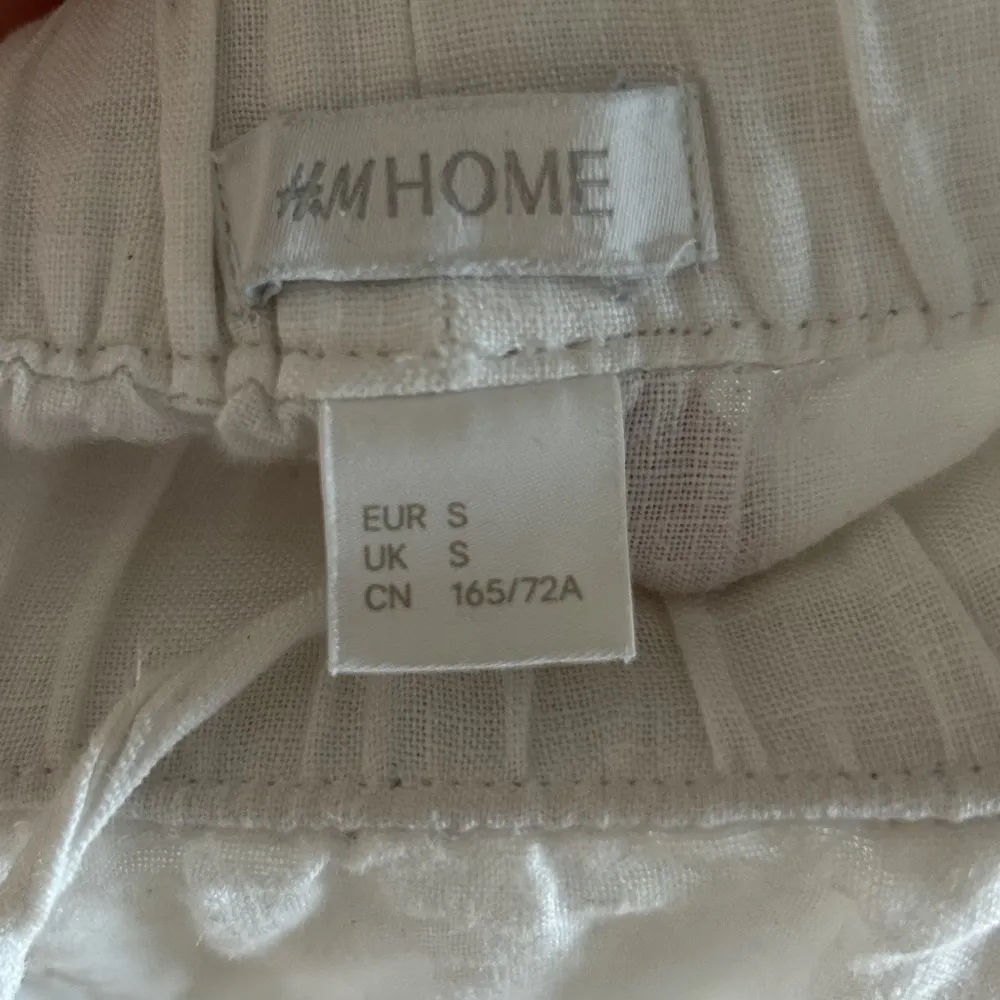 H&M HOME
EUR S
UK S
CN 165/72A